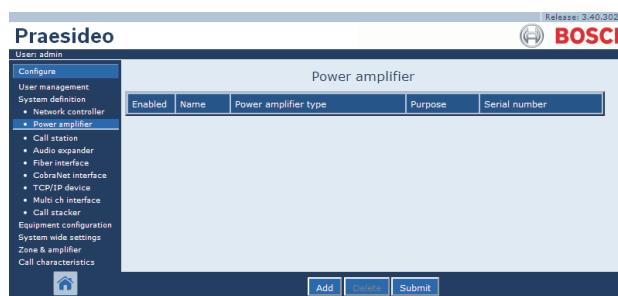 Release: 3.40.302
Praesideo
BOSCH
User: admin
Configure
User management
System definition
• Network controller
• Power amplifier
• Call station
• Audio expander
• Fiber interface
• CobraNet interface
• TCP/IP device
• Multi ch interface
• Call stacker
Equipment configuration
System wide settings
Zone & amplifier
Call characteristics
Power amplifier
Enabled Name Power amplifier type Purpose Serial number
Add Delete Submit